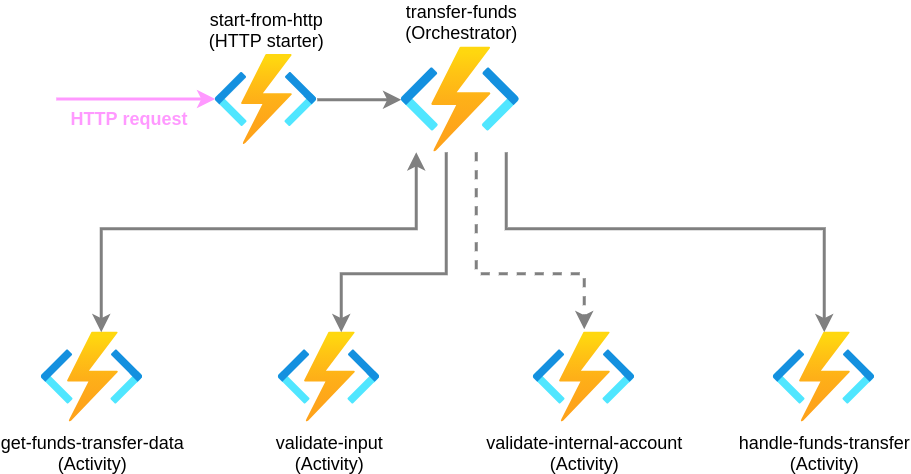 start-from-http
(HTTP starter)
transfer-funds
(Orchestrator)
HTTP request
get-funds-transfer-data
(Activity)
validate-input
(Activity)
validate-internal-account
(Activity)
handle-funds-transfer
(Activity)